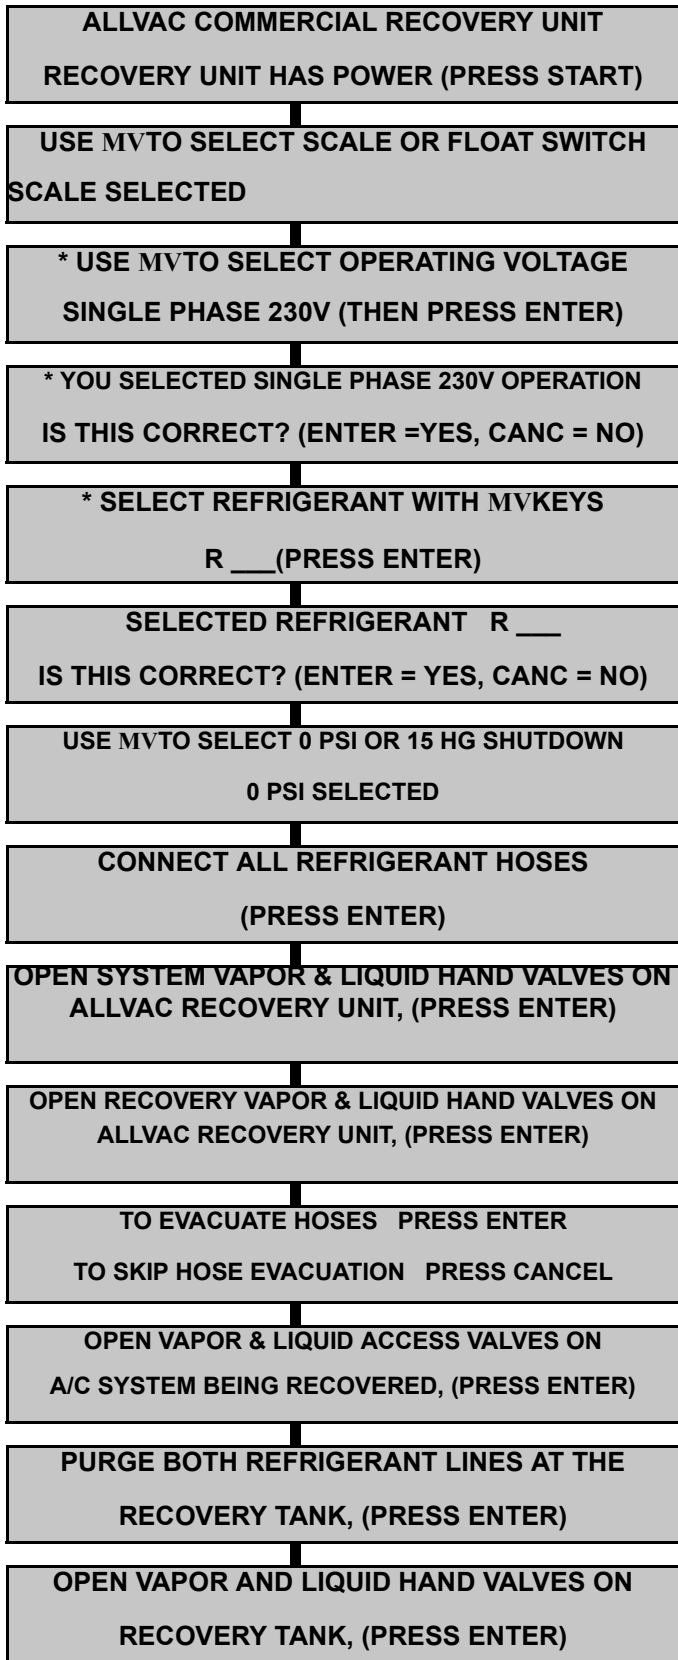 ALLVAC COMMERCIAL RECOVERY UNIT
RECOVERY UNIT HAS POWER (PRESS START)
USE MVTO SELECT SCALE OR FLOAT SWITCH
SCALE SELECTED
* USE MVTO SELECT OPERATING VOLTAGE
SINGLE PHASE 230V (THEN PRESS ENTER)
* YOU SELECTED SINGLE PHASE 230V OPERATION
IS THIS CORRECT? (ENTER =YES, CANC = NO)
* SELECT REFRIGERANT WITH MVKEYS
R ___(PRESS ENTER)
SELECTED REFRIGERANT R ___
IS THIS CORRECT? (ENTER = YES, CANC = NO)
USE MVTO SELECT 0 PSI OR 15 HG SHUTDOWN
0 PSI SELECTED
CONNECT ALL REFRIGERANT HOSES
(PRESS ENTER)
OPEN SYSTEM VAPOR & LIQUID HAND VALVES ON
ALLVAC RECOVERY UNIT, (PRESS ENTER)
OPEN RECOVERY VAPOR & LIQUID HAND VALVES ON
ALLVAC RECOVERY UNIT, (PRESS ENTER)
TO EVACUATE HOSES PRESS ENTER
TO SKIP HOSE EVACUATION PRESS CANCEL
OPEN VAPOR & LIQUID ACCESS VALVES ON
A/C SYSTEM BEING RECOVERED, (PRESS ENTER)
PURGE BOTH REFRIGERANT LINES AT THE
RECOVERY TANK, (PRESS ENTER)
OPEN VAPOR AND LIQUID HAND VALVES ON
RECOVERY TANK, (PRESS ENTER)